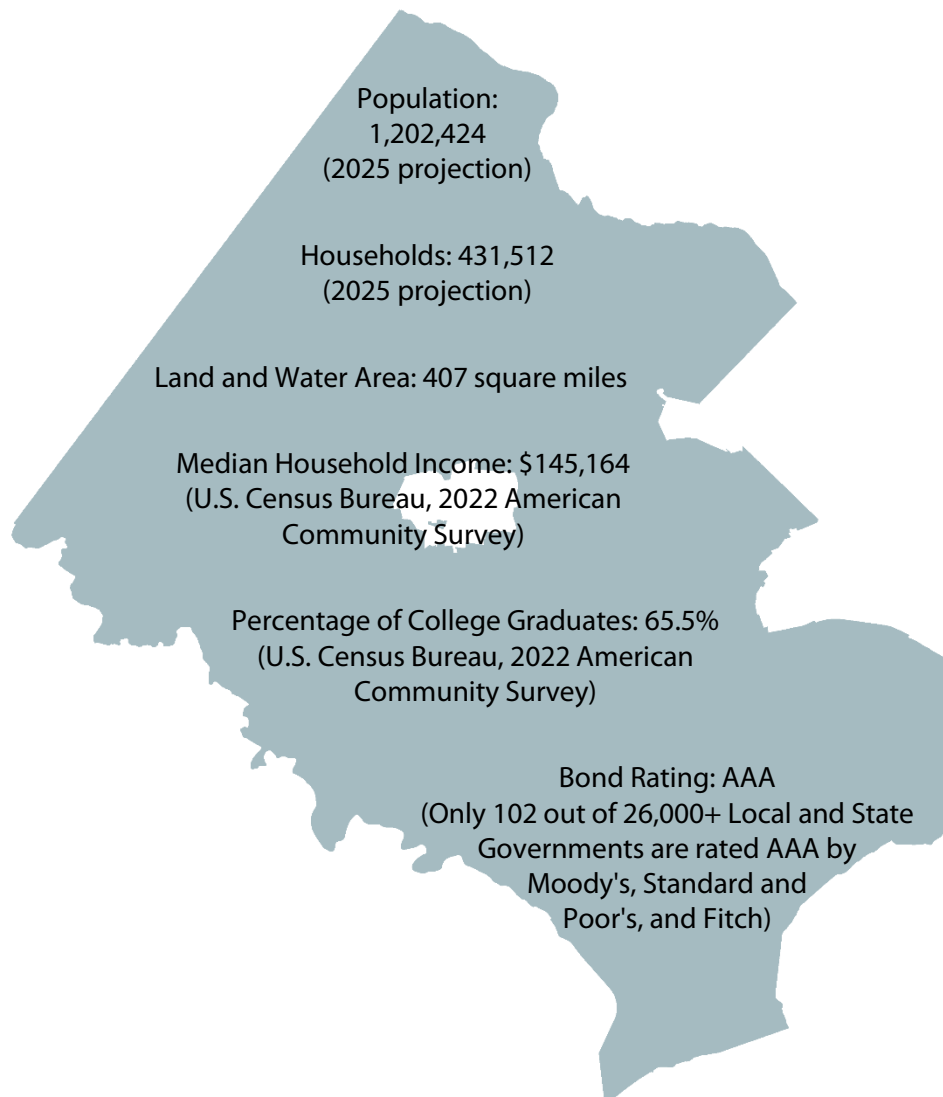 Population:
1,202,424
(2025 projection)
Households: 431,512
(2025 projection)
Land and Water Area: 407 square miles
Median Household Income: $145,164
(U.S. Census Bureau, 2022 American
Community Survey)
Percentage of College Graduates: 65.5%
(U.S. Census Bureau, 2022 American
Community Survey)
Bond Rating: AAA
(Only 102 out of 26,000+ Local and State
Governments are rated AAA by
Moody's, Standard and
Poor's, and Fitch)